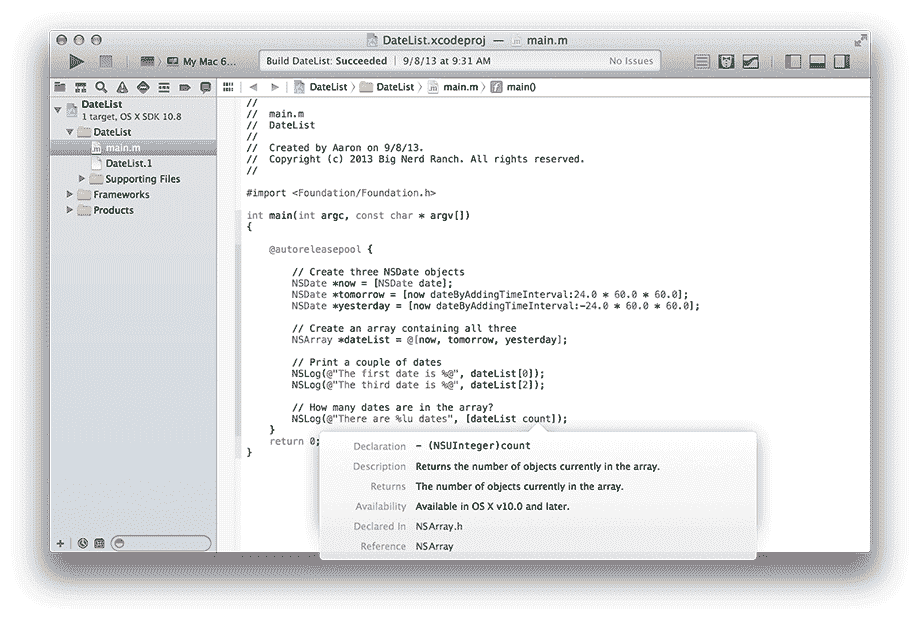 DateList.xcodeproj — main.m
My Mac 6...
Build DateList: Succeeded | 9/8/13 at 9:31 AM
No Issues
DateList
1 target, OS X SDK 10.8
DateList
main.m
DateList.1
Supporting Files
Frameworks
Products
DateList
DateList
main.m
main()
//
// main.m
// DateList
//
// Created by Aaron on 9/8/13.
// Copyright (c) 2013 Big Nerd Ranch. All rights reserved.
//
#import <Foundation/Foundation.h>
int main(int argc, const char * argv[])
{
@autoreleasepool {
// Create three NSDate objects
NSDate *now = [NSDate date];
NSDate *tomorrow = [now dateByAddingTimeInterval:24.0 * 60.0 * 60.0];
NSDate *yesterday = [now dateByAddingTimeInterval:-24.0 * 60.0 * 60.0];
// Create an array containing all three
NSArray *dateList = @[now, tomorrow, yesterday];
// Print a couple of dates
NSLog(@"The first date is %@", dateList[0]);
NSLog(@"The third date is %@", dateList[2]);
// How many dates are in the array?
NSLog(@"There are %lu dates", [dateList count]);
}
return 0;
}
Declaration - (NSUInteger)count
Description Returns the number of objects currently in the array.
Returns The number of objects currently in the array.
Availability Available in OS X v10.0 and later.
Declared In NSArray.h
Reference NSArray